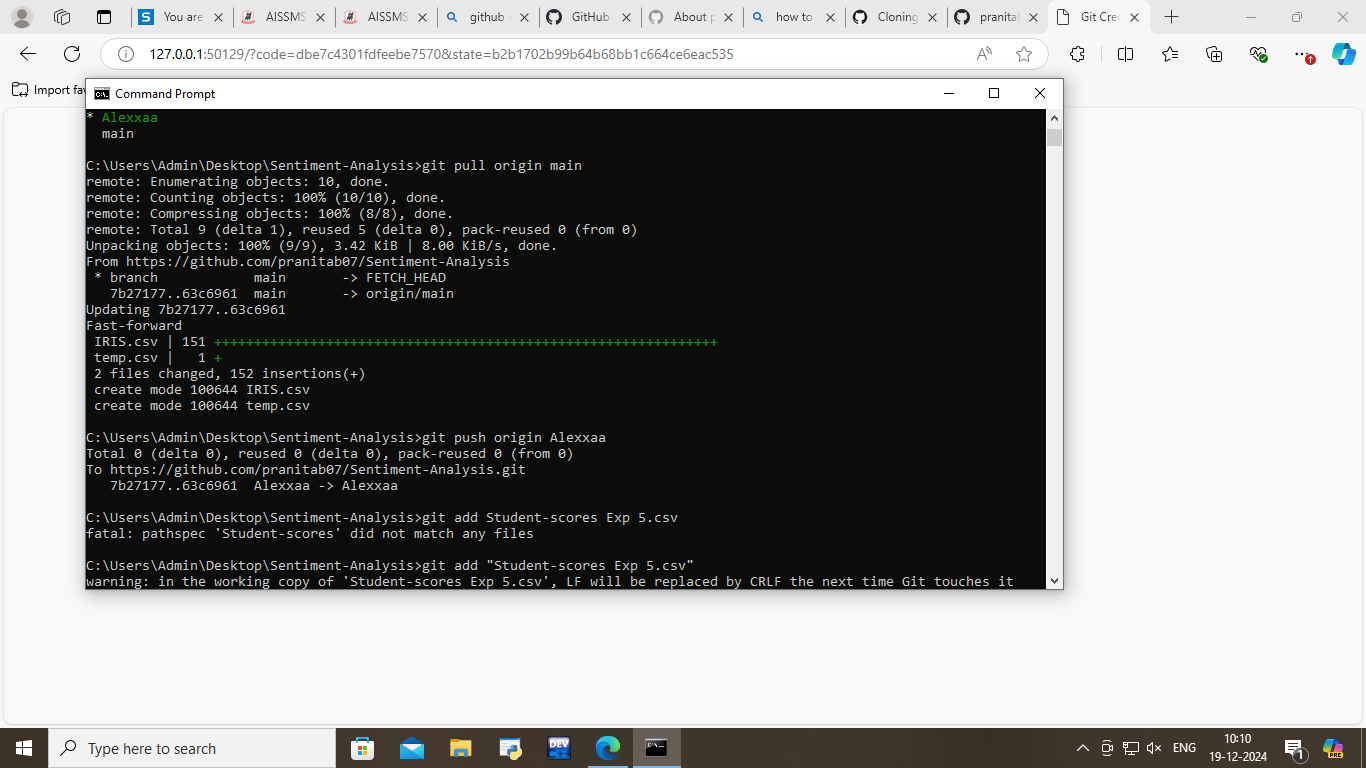 You are
AISSMS
AISSMS
github -
GitHub
About p
how to
Cloning
pranital
Git Crec
127.0.0.1:50129/?code=dbe7c4301fdfeebe7570&state=b2b1702b99b64b68bb1c664ce6eac535
Import fav
Command Prompt
* Alexxaa
main
C:\Users\Admin\Desktop\Sentiment-Analysis>git pull origin main
remote: Enumerating objects: 10, done.
remote: Counting objects: 100% (10/10), done.
remote: Compressing objects: 100% (8/8), done.
remote: Total 9 (delta 1), reused 5 (delta 0), pack-reused 0 (from 0)
Unpacking objects: 100% (9/9), 3.42 KiB | 8.00 KiB/s, done.
From https://github.com/pranitab07/Sentiment-Analysis
* branch            main       -> FETCH_HEAD
7b27177..63c6961  main       -> origin/main
Updating 7b27177..63c6961
Fast-forward
IRIS.csv | 151 +++++++++++++++++++++++++++++++++++++++++++++++++++++++++++++++
temp.csv |   1 +
2 files changed, 152 insertions(+)
create mode 100644 IRIS.csv
create mode 100644 temp.csv
C:\Users\Admin\Desktop\Sentiment-Analysis>git push origin Alexxaa
Total 0 (delta 0), reused 0 (delta 0), pack-reused 0 (from 0)
To https://github.com/pranitab07/Sentiment-Analysis.git
7b27177..63c6961  Alexxaa -> Alexxaa
C:\Users\Admin\Desktop\Sentiment-Analysis>git add Student-scores Exp 5.csv
fatal: pathspec 'Student-scores' did not match any files
C:\Users\Admin\Desktop\Sentiment-Analysis>git add "Student-scores Exp 5.csv"
warning: in the working copy of 'Student-scores Exp 5.csv', LF will be replaced by CRLF the next time Git touches it
Type here to search
DEV
ENG
10:10
19-12-2024
1
PRE